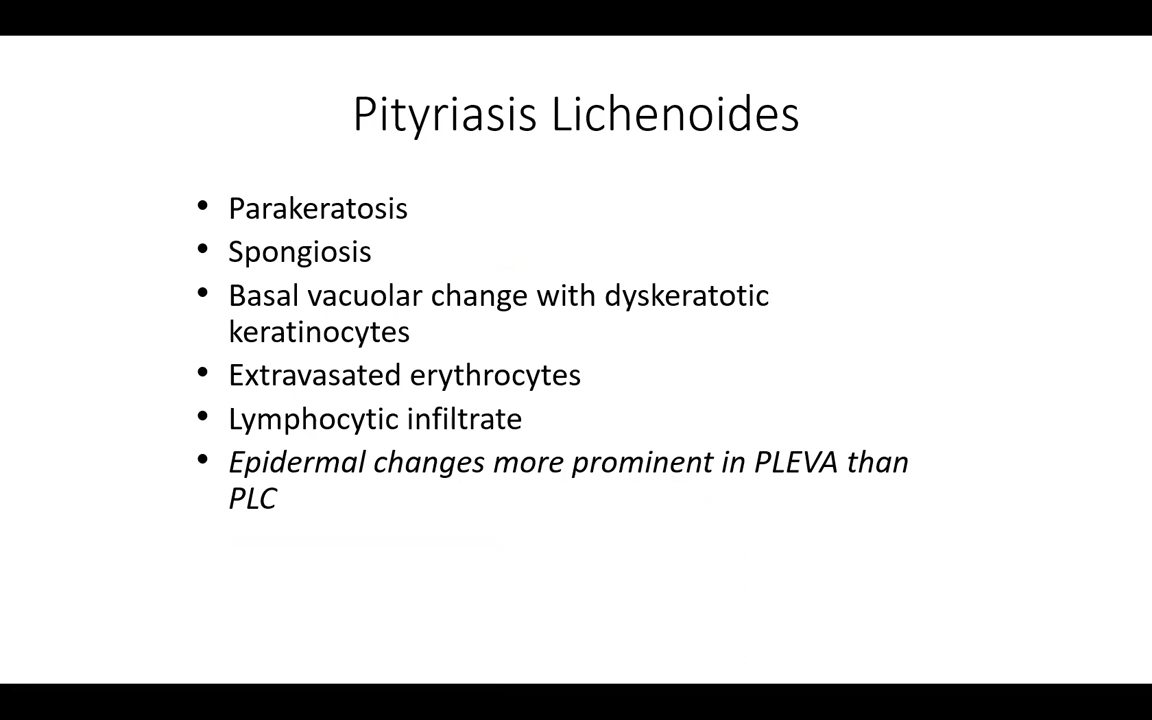 Pityriasis Lichenoides
• Parakeratosis
• Spongiosis
• Basal vacuolar change with dyskeratotic
keratinocytes
• Extravasated erythrocytes
• Lymphocytic infiltrate
• Epidermal changes more prominent in PLEVA than
PLC